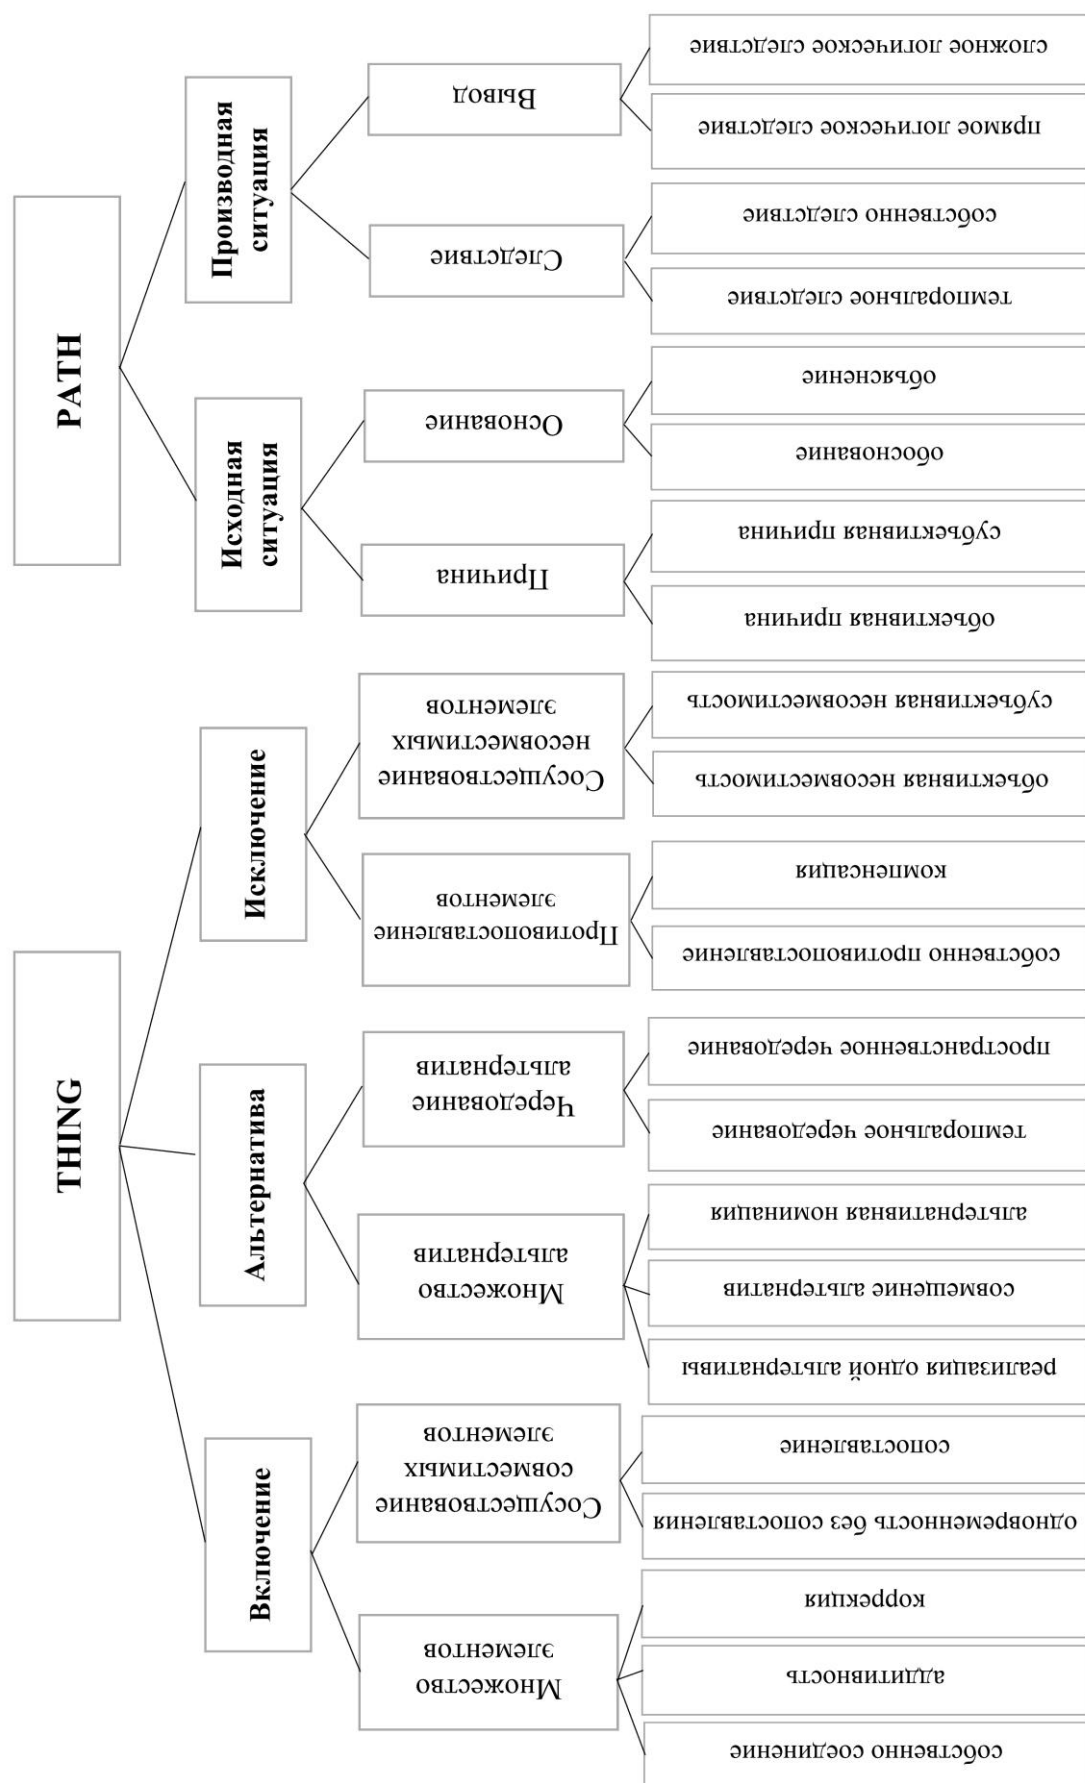 THING
PATH
Включение
Альтернатива
Исключение
Исходная
ситуация
Производная
ситуация
Множество
элементов
Сосуществование
совместимых
элементов
Множество
альтернатив
Чередование
альтернатив
Противопоставление
элементов
Сосуществование
несовместимых
элементов
Причина
Основание
Следствие
Вывод
собственно соединение
аддитивность
коррекция
одновременность без сопоставления
сопоставление
реализация одной альтернативы
совмещение альтернатив
альтернативная номинация
темпоральное чередование
пространственное чередование
собственно противопоставление
компенсация
объективная несовместимость
субъективная несовместимость
объективная причина
субъективная причина
обоснование
объяснение
темпоральное следствие
собственно следствие
прямое логическое следствие
сложное логическое следствие